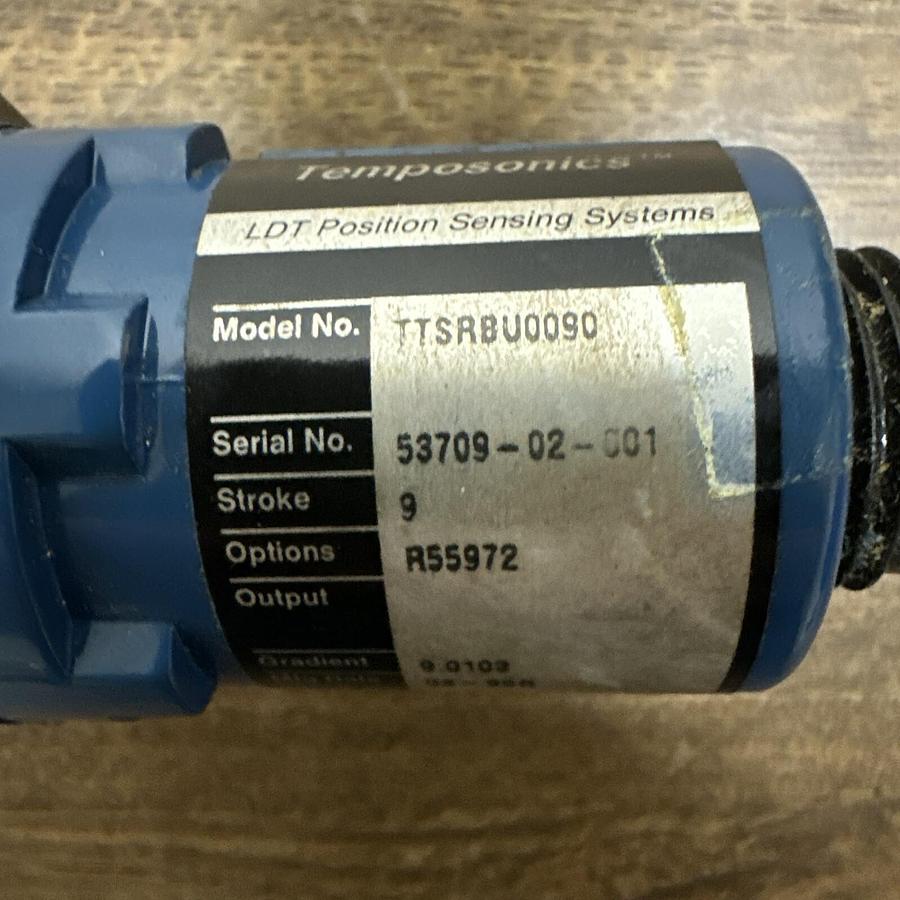 Temposonics™
LDT Position Sensing Systems
Model No. TTSRBU0090
Serial No. 53709-02-001
Stroke 9
Options R55972
Output
Gradient 9.0103